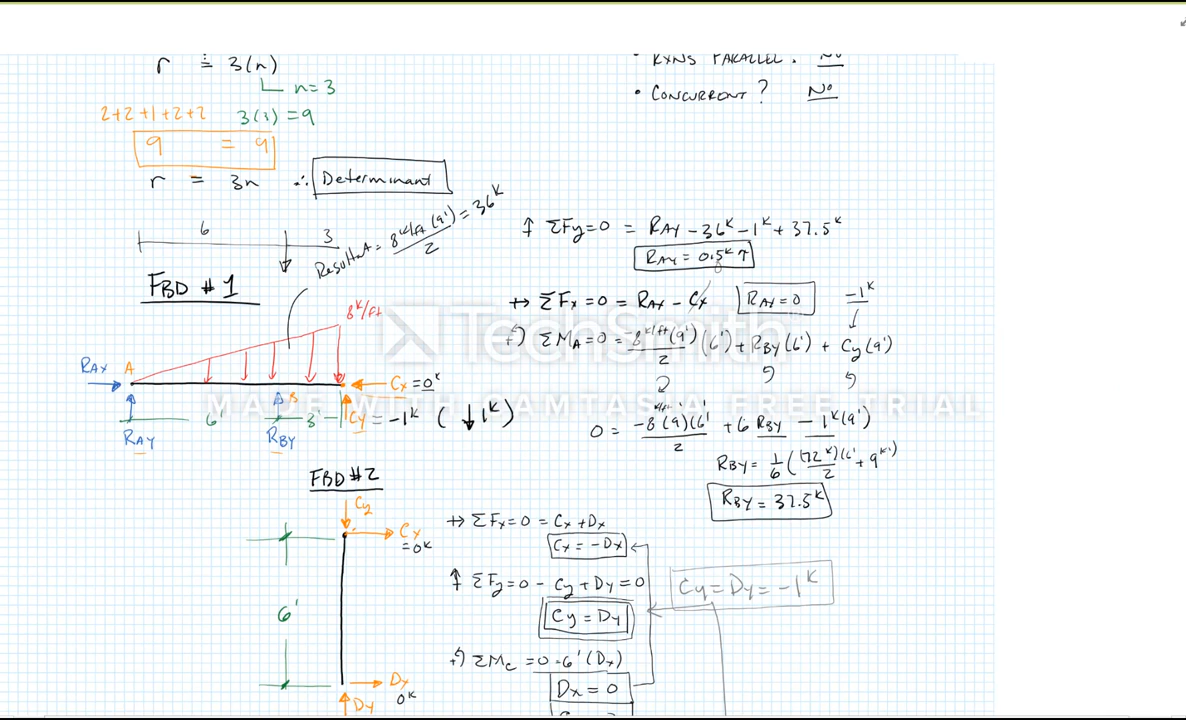 r ≟ 3(n)
n=3
2+2+1+2+2 3(3)=9
9 = 9
r = 3n ∴ Determinant
• RXNS PARALLEL. No
• CONCURRENT? No
6 3
Resultant = 8k/ft(9')/2 = 36k
FBD #1
8k/ft
RAX A
Cx=0k
B
6' 3' Cy = -1k (↓1k)
RAY RBY
↑ ΣFy=0 = RAY -36k -1k +37.5k
RAY = 0.5k↑
↦ ΣFx=0 = RAX - Cx RAX=0 -1k
+) ΣMA=0= -8k/ft(9')/2 (6') + RBY(6') + Cy(9')
0 = -8k/ft(9)(6')/2 + 6 RBY - 1k(9')
RBY = 1/6 ((72k)(6'/2 + 9k')
RBY = 37.5k
TechSmith
MADE WITH CAMTASIA FREE TRIAL
FBD #2
Cy
Cx
=0k
6'
Dx
0k
Dy
↦ ΣFx=0 = Cx+Dx
Cx = -Dx
↑ ΣFy=0 - Cy + Dy = 0
Cy = Dy
Cy = Dy = -1k
+) ΣMc = 0 - 6'(Dx)
Dx = 0